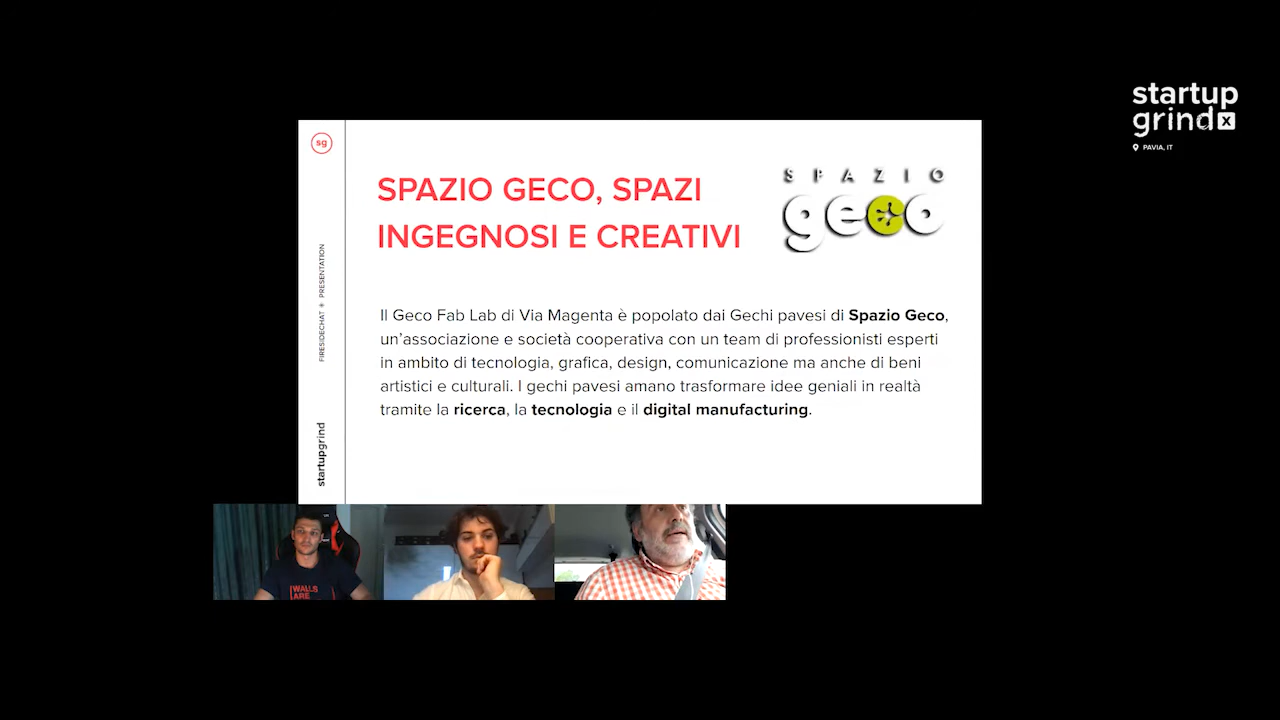 startup
grind x
PAVIA, IT
sg
SPAZIO GECO, SPAZI
INGEGNOSI E CREATIVI
SPAZIO
geco
FIRESIDECHAT + PRESENTATION
startupgrind
Il Geco Fab Lab di Via Magenta è popolato dai Gechi pavesi di Spazio Geco,
un'associazione e società cooperativa con un team di professionisti esperti
in ambito di tecnologia, grafica, design, comunicazione ma anche di beni
artistici e culturali. I gechi pavesi amano trasformare idee geniali in realtà
tramite la ricerca, la tecnologia e il digital manufacturing.
WALLS
ARE